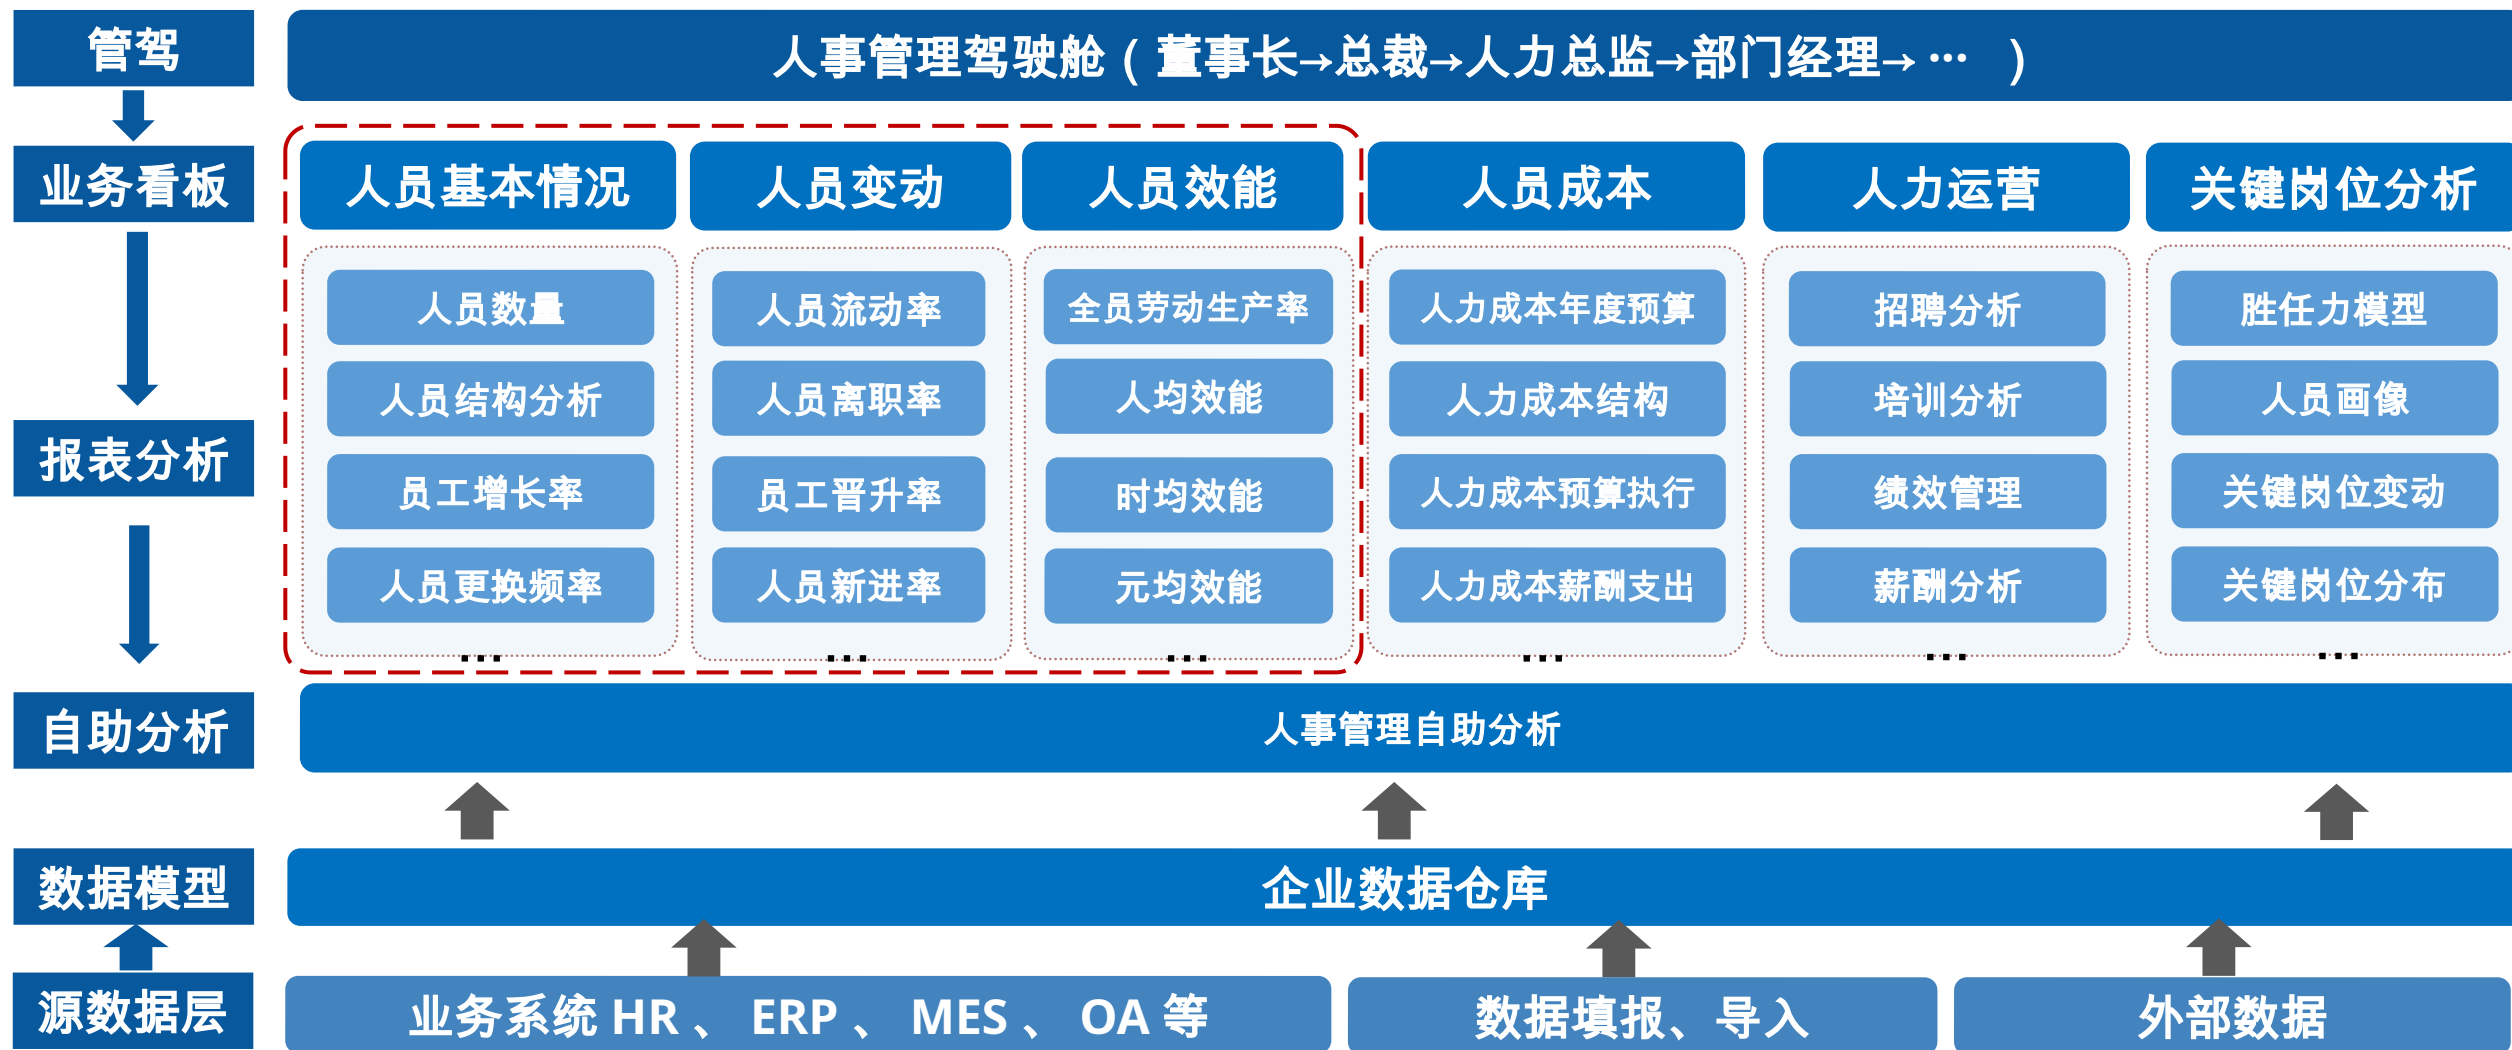 管驾
人事管理驾驶舱（董事长→总裁→人力总监→部门经理→…）
业务看板
人员基本情况
人员变动
人员效能
人员成本
人力运营
关键岗位分析
报表分析
人员数量
人员结构分析
员工增长率
人员更换频率
...
人员流动率
人员离职率
员工晋升率
人员新进率
...
全员劳动生产率
人均效能
时均效能
元均效能
...
人力成本年度预算
人力成本结构
人力成本预算执行
人力成本薪酬支出
...
招聘分析
培训分析
绩效管理
薪酬分析
...
胜任力模型
人员画像
关键岗位变动
关键岗位分布
...
自助分析
人事管理自助分析
数据模型
企业数据仓库
源数据层
业务系统 HR 、 ERP 、 MES 、 OA 等
数据填报、导入
外部数据